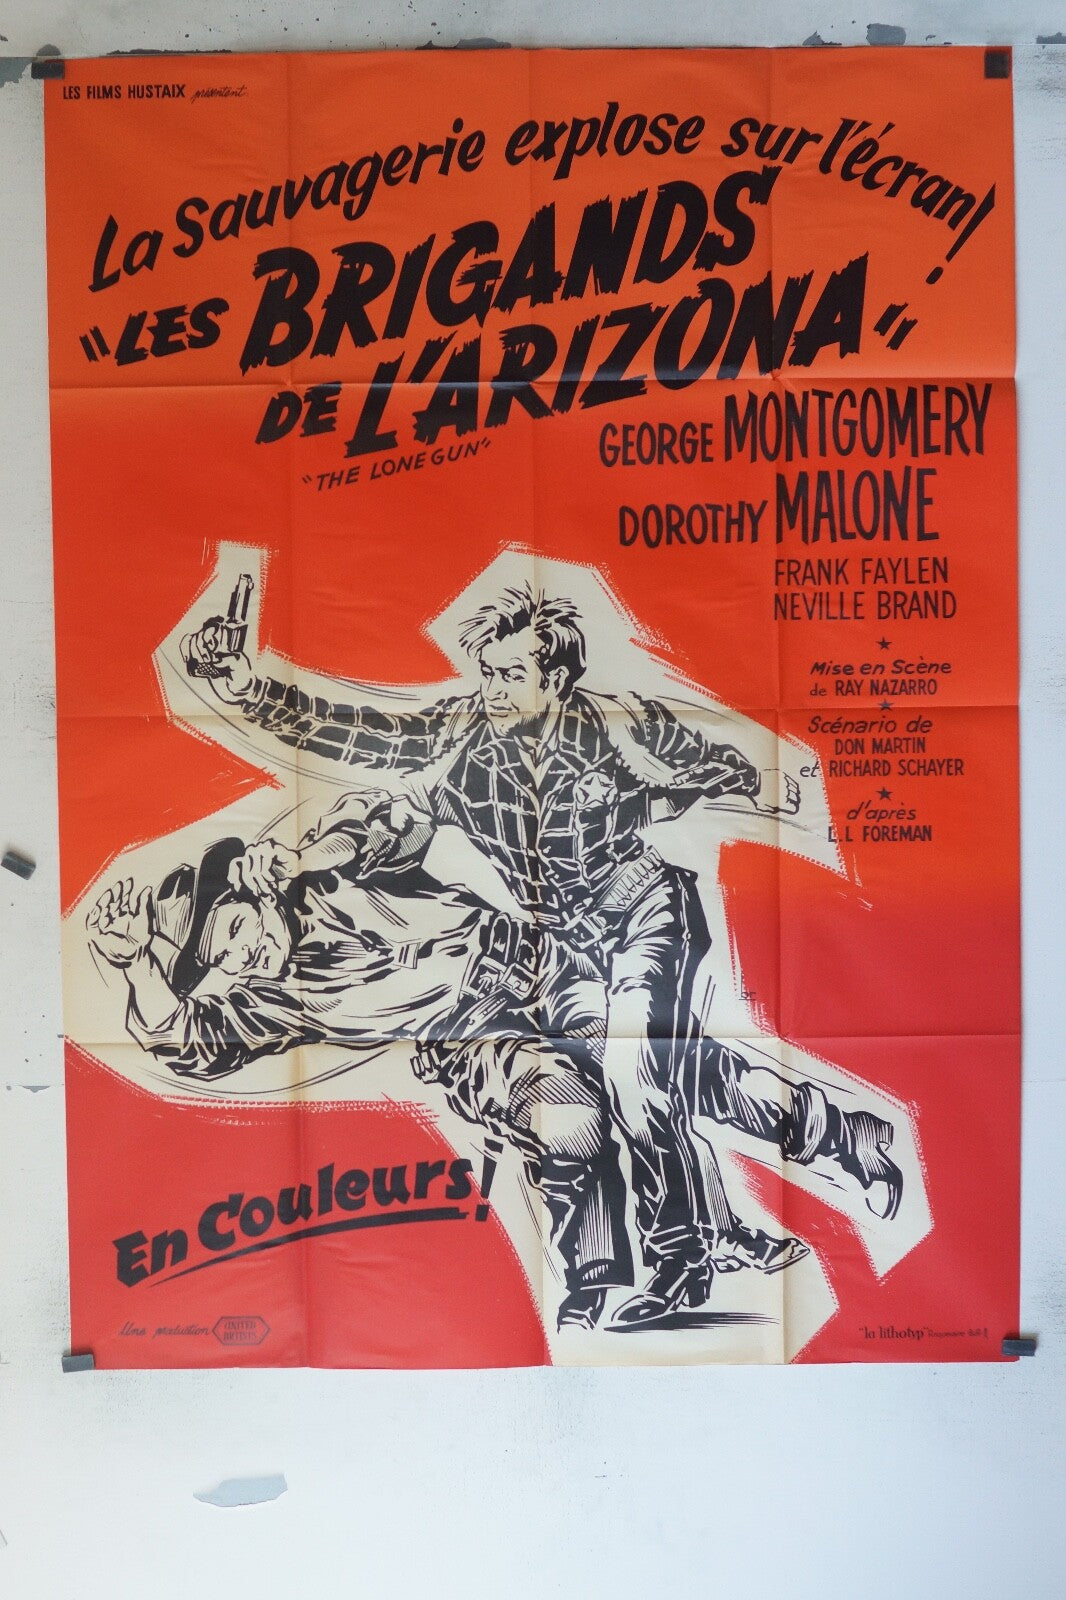 LES FILMS HUSTAIX présentent
La Sauvagerie explose sur l'écran!
"LES BRIGANDS
DE L'ARIZONA"
"THE LONE GUN"
GEORGE MONTGOMERY
DOROTHY MALONE
FRANK FAYLEN
NEVILLE BRAND
Mise en Scène
de RAY NAZARRO
Scénario de
DON MARTIN
et RICHARD SCHAYER
d'après
L.L FOREMAN
En Couleurs!
Une production UNITED ARTISTS
"la lithotyp"